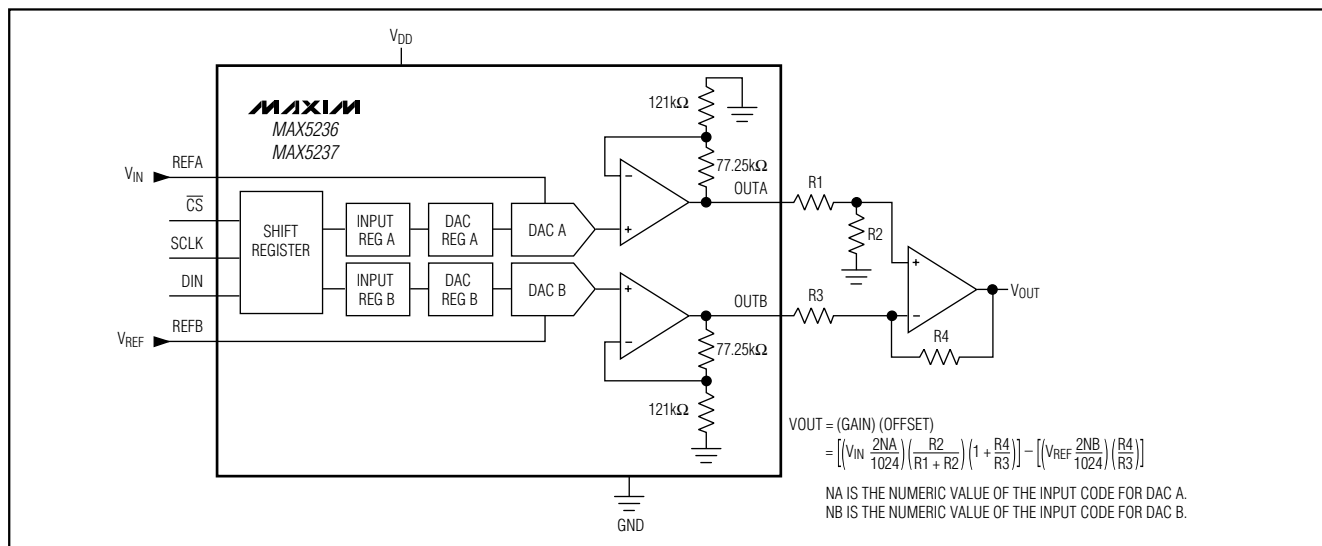 VDD
121kΩ
MAXIM
MAX5236
MAX5237
77.25kΩ
VIN
REFA
OUTA
R1
CS
SHIFT
REGISTER
INPUT
REG A
DAC
REG A
DAC A
R2
SCLK
DIN
INPUT
REG B
DAC
REG B
DAC B
OUTB
R3
VOUT
VREF
REFB
77.25kΩ
R4
121kΩ
GND
VOUT = (GAIN) (OFFSET)
= [(VIN 2NA/1024) (R2/R1 + R2) (1 + R4/R3)] – [(VREF 2NB/1024) (R4/R3)]
NA IS THE NUMERIC VALUE OF THE INPUT CODE FOR DAC A.
NB IS THE NUMERIC VALUE OF THE INPUT CODE FOR DAC B.
+
−
+
−
+
−